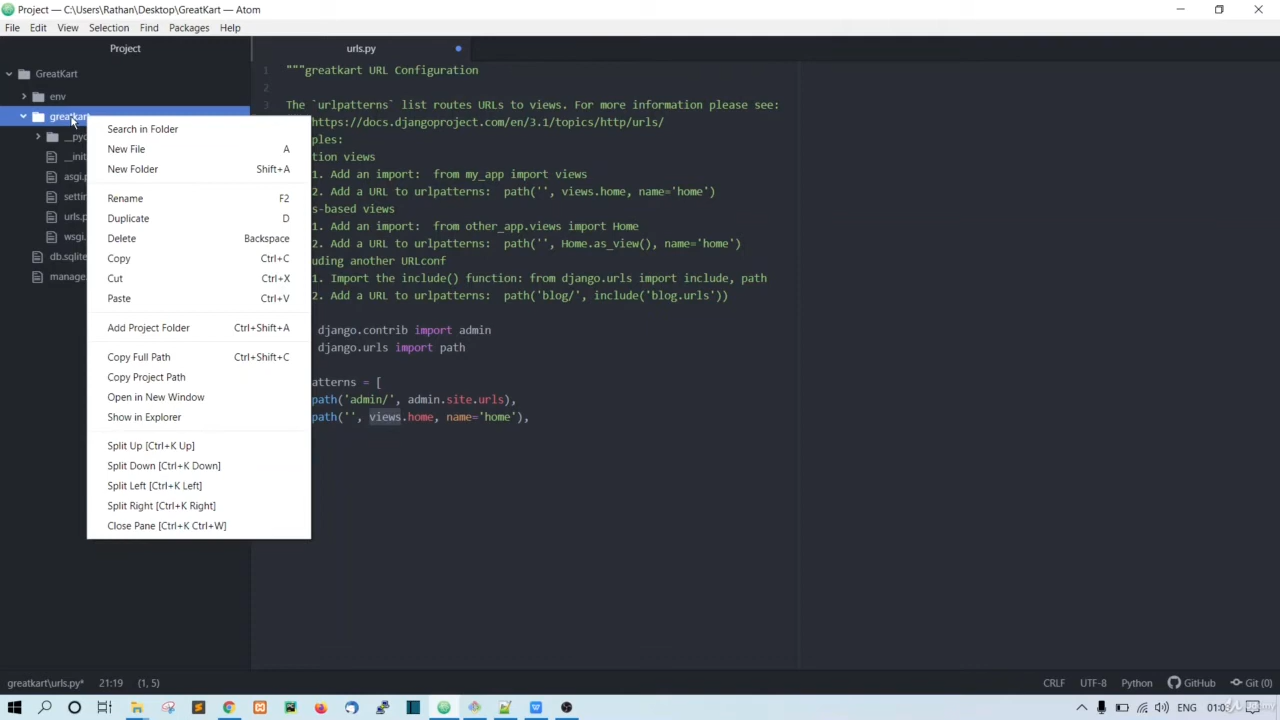 Project — C:\Users\Rathan\Desktop\GreatKart — Atom
File Edit View Selection Find Packages Help
Project
urls.py
GreatKart
env
greatkart
__pyc
__init
asgi.p
settin
urls.p
wsgi.
db.sqlite
manage.
Search in Folder
New File A
New Folder Shift+A
Rename F2
Duplicate D
Delete Backspace
Copy Ctrl+C
Cut Ctrl+X
Paste Ctrl+V
Add Project Folder Ctrl+Shift+A
Copy Full Path Ctrl+Shift+C
Copy Project Path
Open in New Window
Show in Explorer
Split Up [Ctrl+K Up]
Split Down [Ctrl+K Down]
Split Left [Ctrl+K Left]
Split Right [Ctrl+K Right]
Close Pane [Ctrl+K Ctrl+W]
1 """greatkart URL Configuration
2
3 The `urlpatterns` list routes URLs to views. For more information please see:
https://docs.djangoproject.com/en/3.1/topics/http/urls/
ples:
tion views
1. Add an import:  from my_app import views
2. Add a URL to urlpatterns:  path('', views.home, name='home')
s-based views
1. Add an import:  from other_app.views import Home
2. Add a URL to urlpatterns:  path('', Home.as_view(), name='home')
uding another URLconf
1. Import the include() function: from django.urls import include, path
2. Add a URL to urlpatterns:  path('blog/', include('blog.urls'))
django.contrib import admin
django.urls import path
atterns = [
path('admin/', admin.site.urls),
path('', views.home, name='home'),
greatkart\urls.py* 21:19 (1, 5)
CRLF UTF-8 Python GitHub Git (0)
ENG